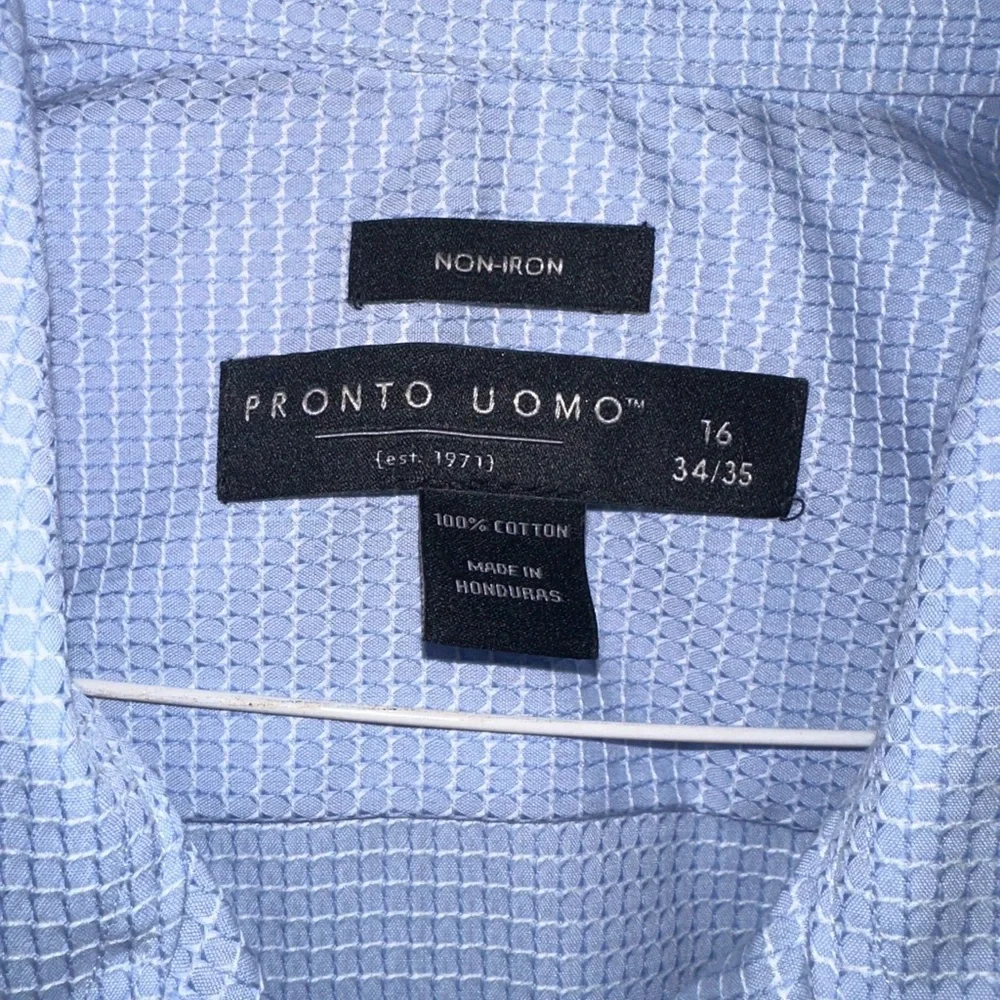 NON-IRON
PRONTO UOMO™
{est. 1971}
16
34/35
100% COTTON
MADE IN
HONDURAS